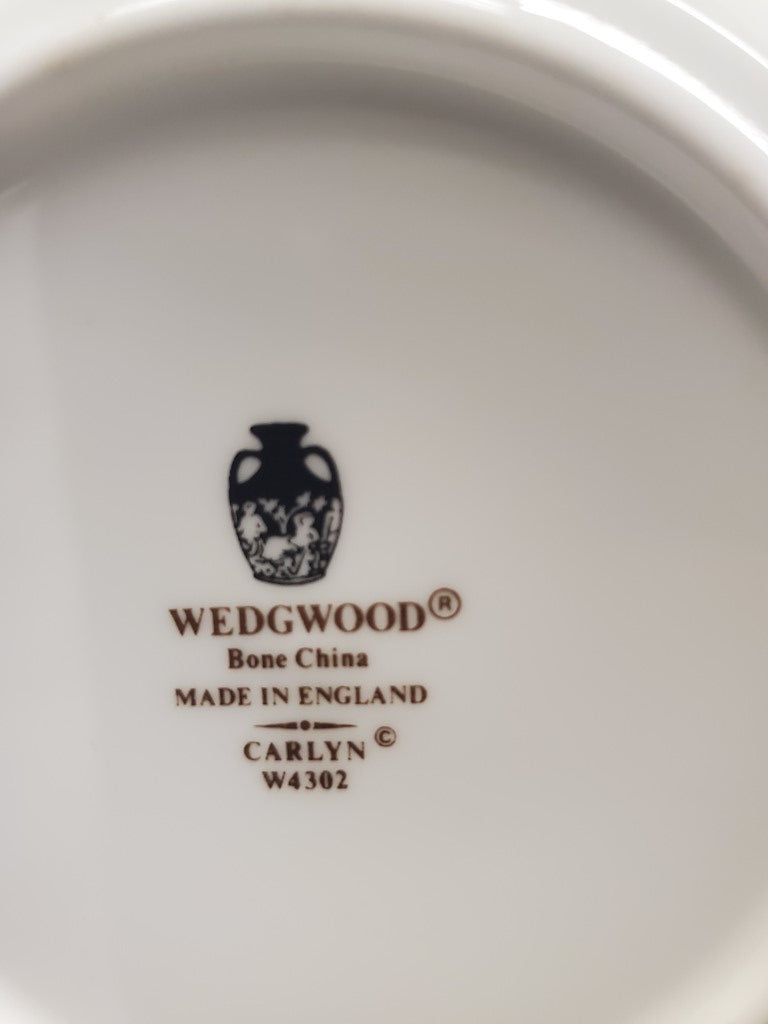 WEDGWOOD®
Bone China
MADE IN ENGLAND
CARLYN©
W4302